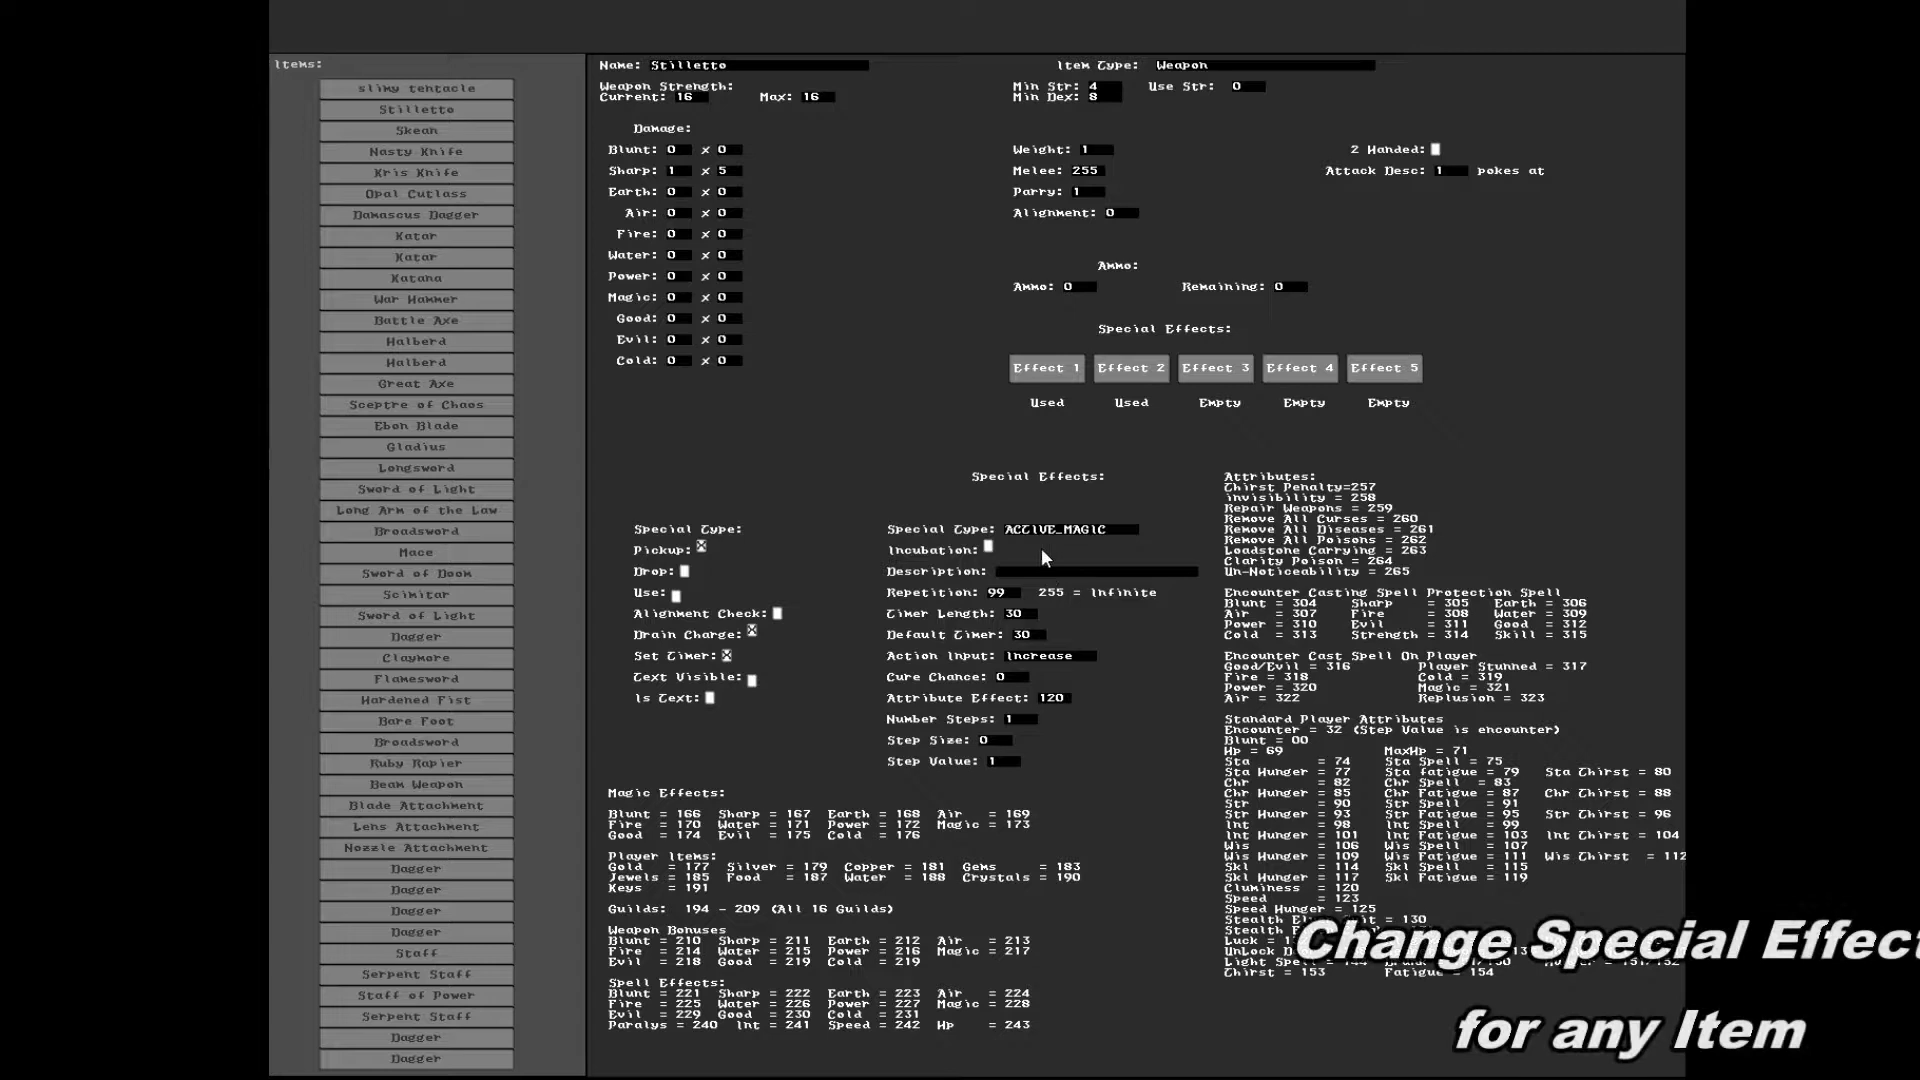 Items:
slimy tentacle
Stilletto
Skean
Nasty Knife
Kris Knife
Opal Cutlass
Damascus Dagger
Katar
Katar
Katana
War Hammer
Battle Axe
Halberd
Halberd
Great Axe
Sceptre of Chaos
Ebon Blade
Gladius
Longsword
Sword of Light
Long Arm of the Law
Broadsword
Mace
Sword of Doom
Scimitar
Sword of Light
Dagger
Claymore
Flamesword
Hardened Fist
Bare Foot
Broadsword
Ruby Rapier
Beam Weapon
Blade Attachment
Lens Attachment
Nozzle Attachment
Dagger
Dagger
Dagger
Dagger
Staff
Serpent Staff
Staff of Power
Serpent Staff
Dagger
Dagger
Name: Stilletto
Item Type: Weapon
Weapon Strength:
Current: 16 Max: 16
Min Str: 4 Use Str: 0
Min Dex: 8
Damage:
Blunt: 0 x 0
Sharp: 1 x 5
Earth: 0 x 0
Air: 0 x 0
Fire: 0 x 0
Water: 0 x 0
Power: 0 x 0
Magic: 0 x 0
Good: 0 x 0
Evil: 0 x 0
Cold: 0 x 0
Weight: 1
Melee: 255
Parry: 1
Alignment: 0
2 Handed:
Attack Desc: 1 pokes at
Ammo:
Ammo: 0 Remaining: 0
Special Effects:
Effect 1 Effect 2 Effect 3 Effect 4 Effect 5
Used Used Empty Empty Empty
Special Effects:
Special Type:
Pickup:
Drop:
Use:
Alignment Check:
Drain Charge:
Set Timer:
Text Visible:
Is Text:
Special Type: ACTIVE_MAGIC
Incubation:
Description:
Repetition: 99 255 = Infinite
Timer Length: 30
Default Timer: 30
Action Input: Increase
Cure Chance: 0
Attribute Effect: 120
Number Steps: 1
Step Size: 0
Step Value: 1
Magic Effects:
Blunt = 166 Sharp = 167 Earth = 168 Air = 169
Fire = 170 Water = 171 Power = 172 Magic = 173
Good = 174 Evil = 175 Cold = 176
Player Items:
Gold = 177 Silver = 179 Copper = 181 Gems = 183
Jewels = 185 Food = 187 Water = 188 Crystals = 190
Keys = 191
Guilds: 194 - 209 (All 16 Guilds)
Weapon Bonuses
Blunt = 210 Sharp = 211 Earth = 212 Air = 213
Fire = 214 Water = 215 Power = 216 Magic = 217
Evil = 218 Good = 219 Cold = 219
Spell Effects:
Blunt = 221 Sharp = 222 Earth = 223 Air = 224
Fire = 225 Water = 226 Power = 227 Magic = 228
Evil = 229 Good = 230 Cold = 231
Paralys = 240 Int = 241 Speed = 242 Hp = 243
Attributes:
Thirst Penalty=257
invisibility = 258
Repair Weapons = 259
Remove All Curses = 260
Remove All Diseases = 261
Remove All Poisons = 262
Loadstone Carrying = 263
Clarity Poison = 264
Un-Noticeability = 265
Encounter Casting Spell Protection Spell
Blunt = 304 Sharp = 305 Earth = 306
Air = 307 Fire = 308 Water = 309
Power = 310 Evil = 311 Good = 312
Cold = 313 Strength = 314 Skill = 315
Encounter Cast Spell On Player
Good/Evil = 316 Player Stunned = 317
Fire = 318 Cold = 319
Power = 320 Magic = 321
Air = 322 Replusion = 323
Standard Player Attributes
Encounter = 32 (Step Value is encounter)
Blunt = 00
Hp = 69 MaxHp = 71
Sta = 74 Sta Spell = 75
Sta Hunger = 77 Sta fatigue = 79 Sta Thirst = 80
Chr = 82 Chr Spell = 83
Chr Hunger = 85 Chr Fatigue = 87 Chr Thirst = 88
Str = 90 Str Spell = 91
Str Hunger = 93 Str Fatigue = 95 Str Thirst = 96
Int = 98 Int Spell = 99
Int Hunger = 101 Int Fatigue = 103 Int Thirst = 104
Wis = 106 Wis Spell = 107
Wis Hunger = 109 Wis Fatigue = 111 Wis Thirst = 112
Skl = 114 Skl Spell = 115
Skl Hunger = 117 Skl Fatigue = 119
Cluminess = 120
Speed = 123
Speed Hunger = 125
Stealth = 130
Stealth
Luck =
UnLock
Light Spell
Thirst = 153 Fatigue = 154
Change Special Effect
for any Item